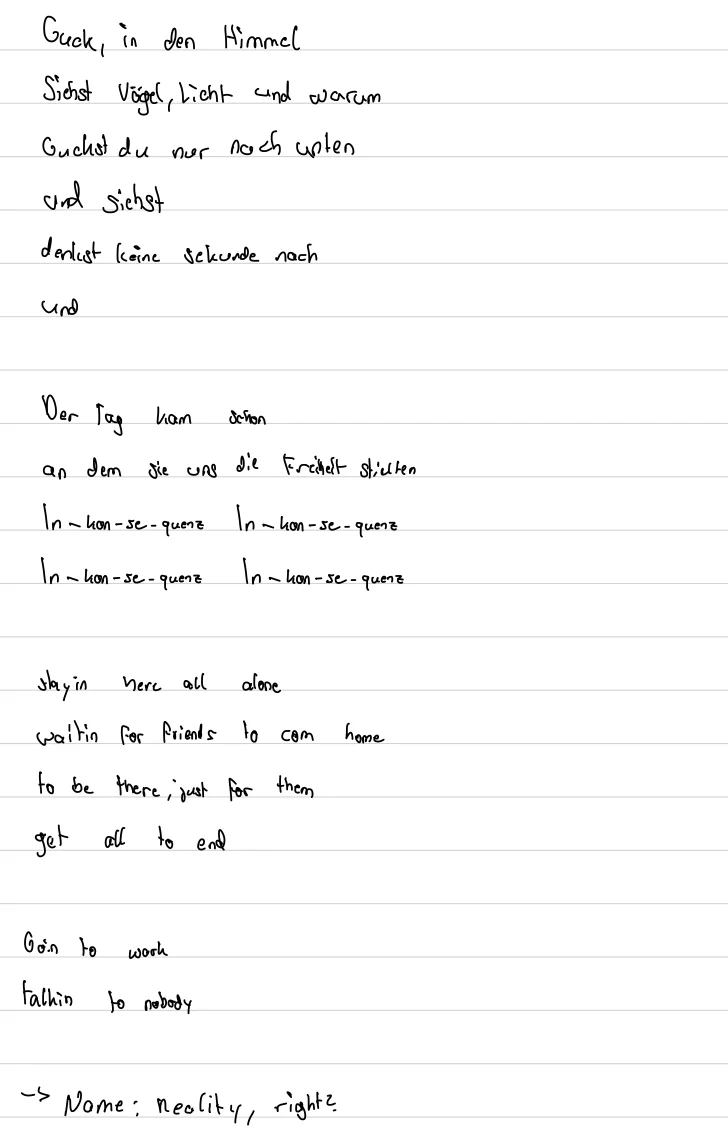 Guck, in den Himmel
Siehst Vögel, Licht und warum
Guckst du nur noch unten
und siehst
denkst keine sekunde nach
und
Der Tag kam schon
an dem sie uns die Freiheit stielten
In-kon-se-quenz In-kon-se-quenz
In-kon-se-quenz In-kon-se-quenz
stayin here all alone
waitin for friends to com home
to be there, just for them
get all to end
Goin to work
talkin to nobody
-> Name: reality, right?